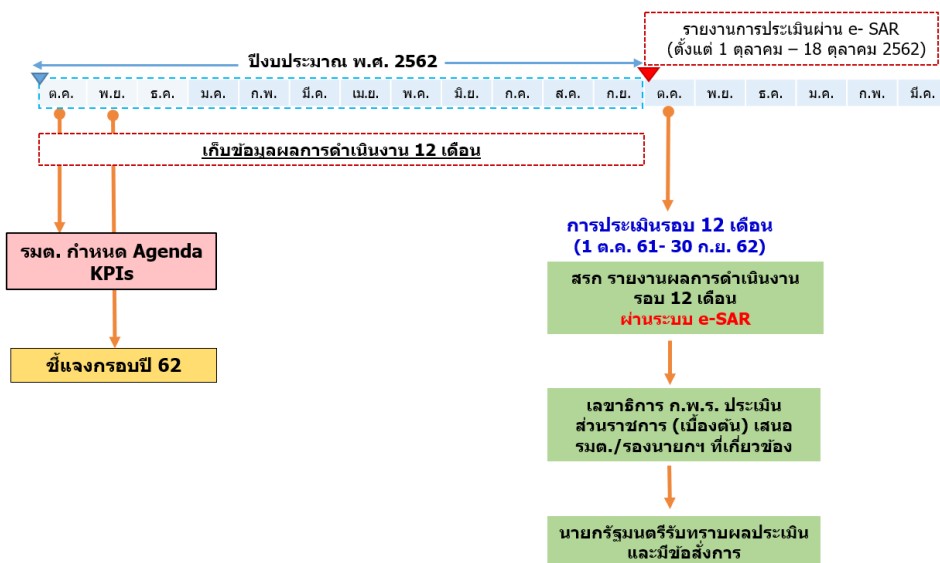 รายงานการประเมินผ่าน e- SAR
(ตั้งแต่ 1 ตุลาคม – 18 ตุลาคม 2562)
ปีงบประมาณ พ.ศ. 2562
ต.ค. พ.ย. ธ.ค. ม.ค. ก.พ. มี.ค. เม.ย. พ.ค. มิ.ย. ก.ค. ส.ค. ก.ย. ต.ค. พ.ย. ธ.ค. ม.ค. ก.พ. มี.ค.
เก็บข้อมูลผลการดำเนินงาน 12 เดือน
รมต. กำหนด Agenda
KPIs
ชี้แจงกรอบปี 62
การประเมินรอบ 12 เดือน
(1 ต.ค. 61- 30 ก.ย. 62)
สรก รายงานผลการดำเนินงาน
รอบ 12 เดือน
ผ่านระบบ e-SAR
เลขาธิการ ก.พ.ร. ประเมิน
ส่วนราชการ (เบื้องต้น) เสนอ
รมต./รองนายกฯ ที่เกี่ยวข้อง
นายกรัฐมนตรีรับทราบผลประเมิน
และมีข้อสั่งการ